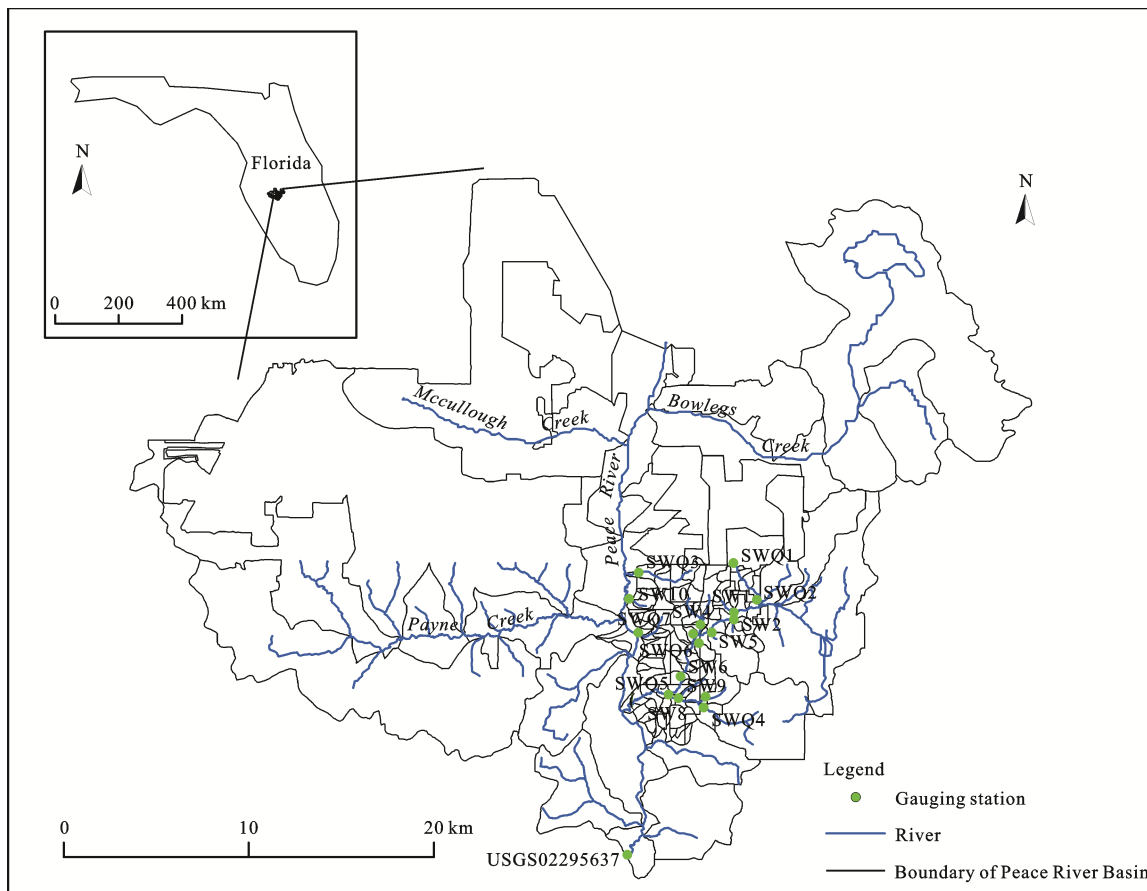 N
Florida
0 200 400 km
N
Mccullough Creek
Bowlegs Creek
Peace River
SWQ3
SWQ1
SW10
SW1
SWQ2
SWQ7
SW4
SW2
SW5
Payne Creek
SWQ6
SW6
SWQ5
SW9
SW8
SWQ4
Legend
Gauging station
River
Boundary of Peace River Basin
0 10 20 km
USGS02295637